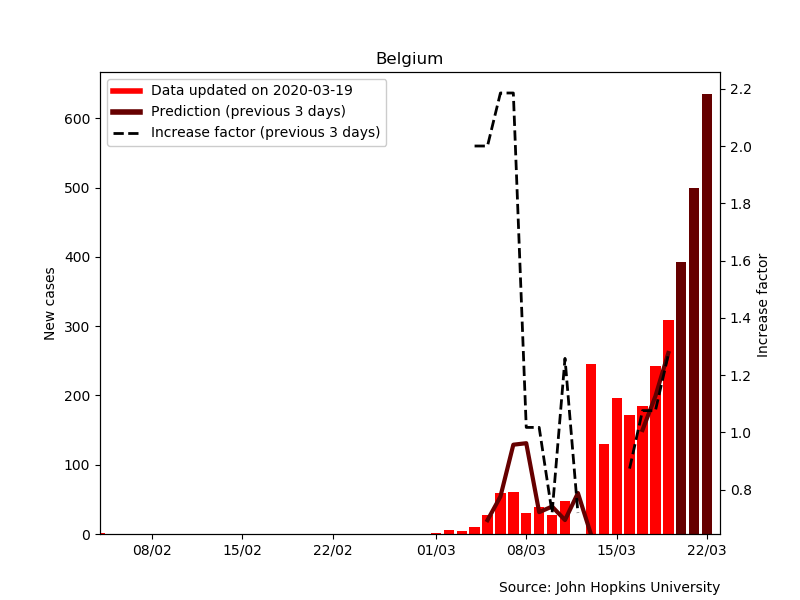 Belgium
Data updated on 2020-03-19
Prediction (previous 3 days)
Increase factor (previous 3 days)
New cases
600
500
400
300
200
100
0
2.2
2.0
1.8
1.6
1.4
1.2
1.0
0.8
Increase factor
08/02 15/02 22/02 01/03 08/03 15/03 22/03
Source: John Hopkins University